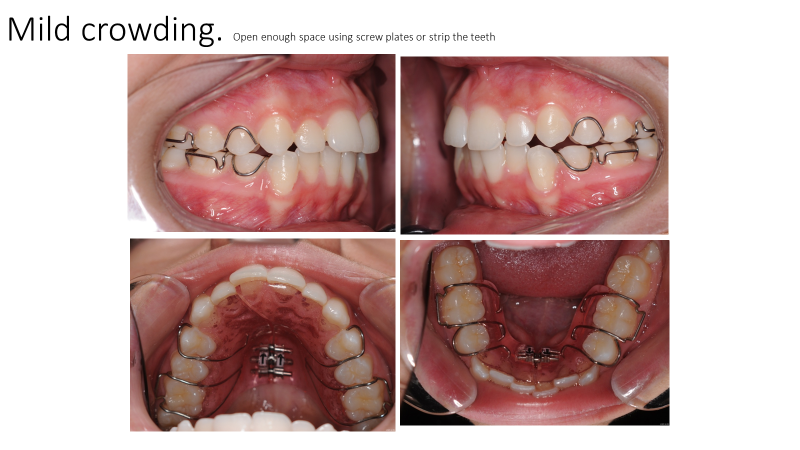 Mild crowding. Open enough space using screw plates or strip the teeth